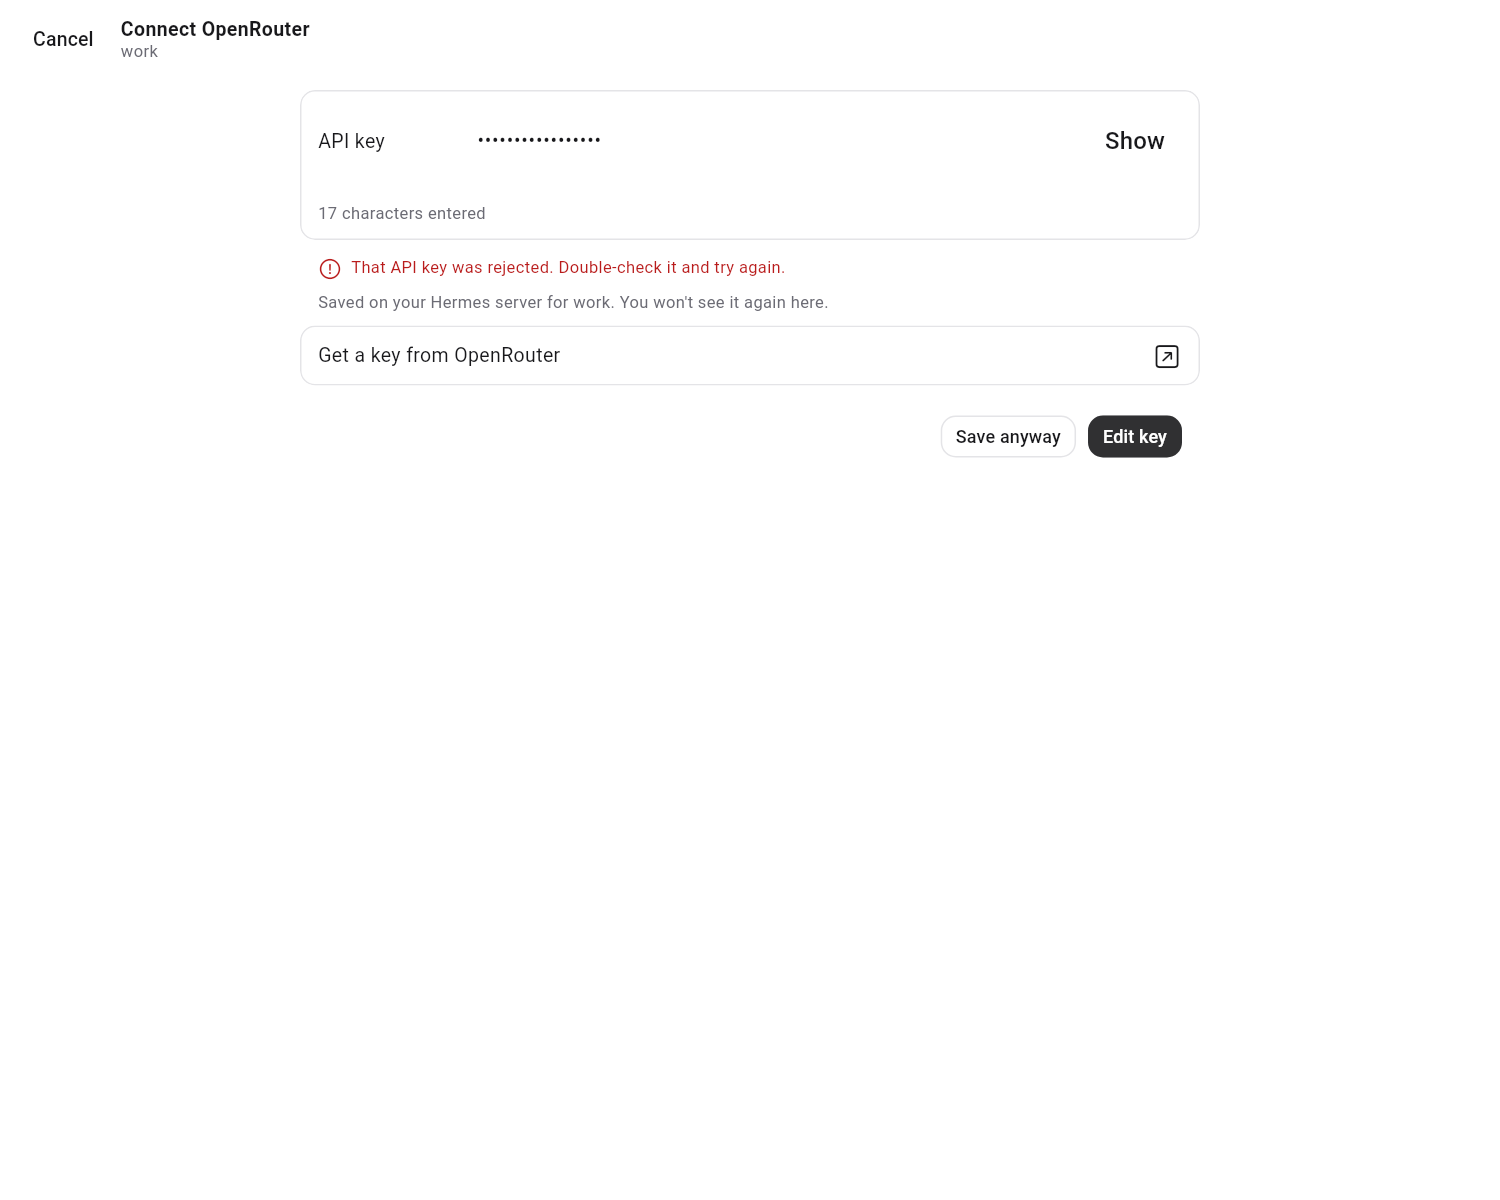 Cancel
Connect OpenRouter
work
API key ••••••••••••••••• Show
17 characters entered
That API key was rejected. Double-check it and try again.
Saved on your Hermes server for work. You won't see it again here.
Get a key from OpenRouter
Save anyway
Edit key